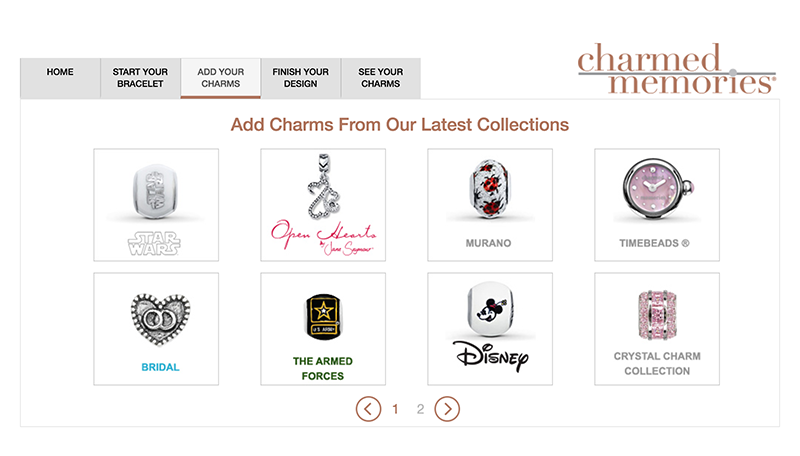 charmed
memories®
HOME
START YOUR
BRACELET
ADD YOUR
CHARMS
FINISH YOUR
DESIGN
SEE YOUR
CHARMS
Add Charms From Our Latest Collections
STAR
WARS
STAR
WARS
Open Hearts
by Jane Seymour
MURANO
TIMEBEADS ®
BRIDAL
U.S. ARMY
THE ARMED
FORCES
Disney
CRYSTAL CHARM
COLLECTION
1 2